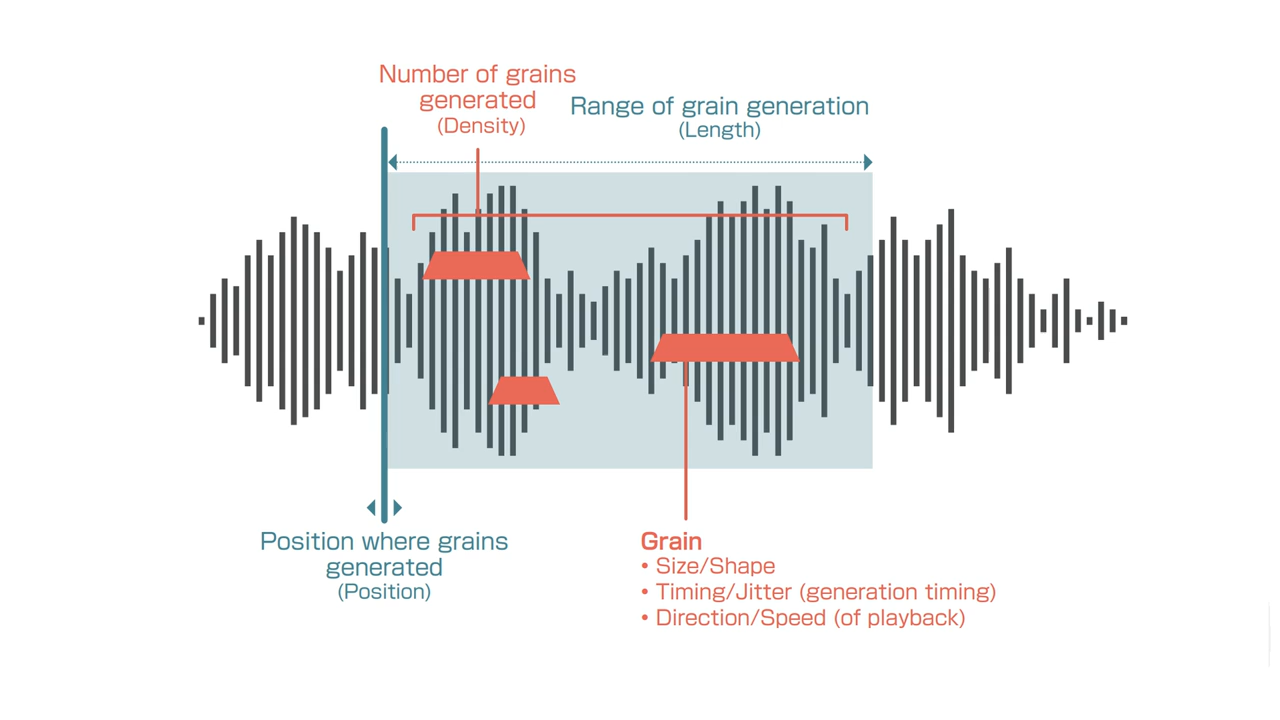 Number of grains
generated
(Density)
Range of grain generation
(Length)
Position where grains
generated
(Position)
Grain
• Size/Shape
• Timing/Jitter (generation timing)
• Direction/Speed (of playback)